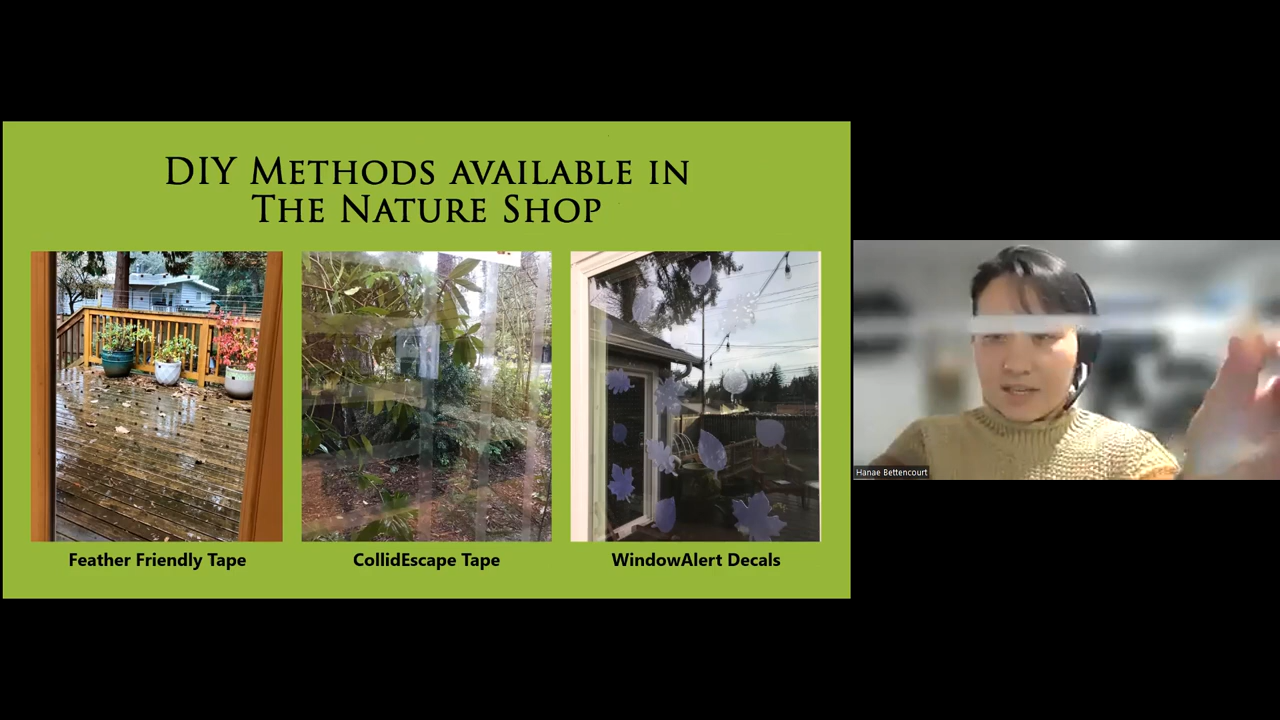 DIY Methods available in
The Nature Shop
Feather Friendly Tape
CollidEscape Tape
WindowAlert Decals
Hanae Bettencourt